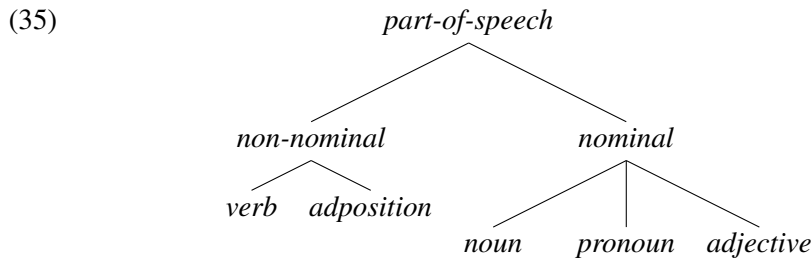 (35) part-of-speech
non-nominal nominal
verb adposition
noun pronoun adjective